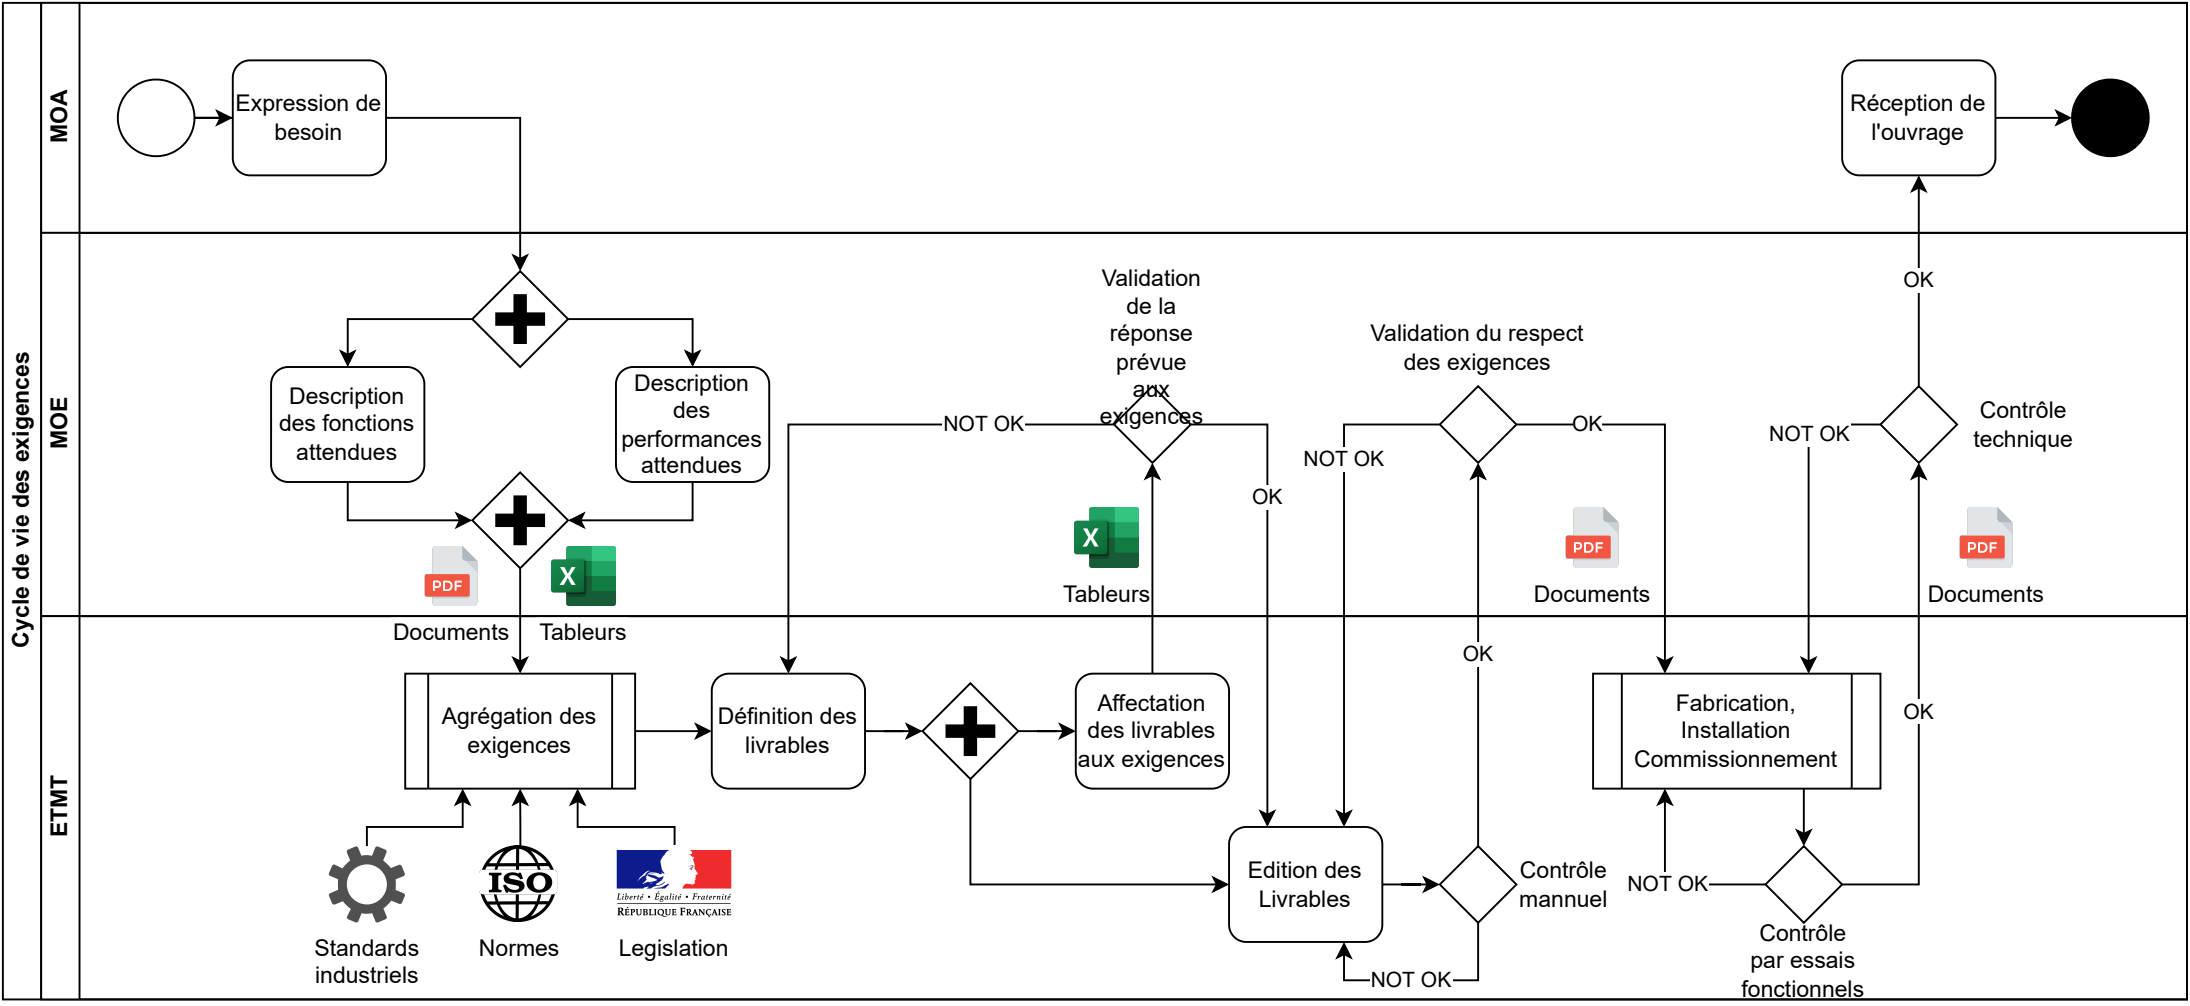 Cycle de vie des exigences
MOA
Expression de
besoin
Réception de
l'ouvrage
MOE
OK
Validation
de la
réponse
prévue
aux
exigences
Validation du respect
des exigences
Description
des fonctions
attendues
Description
des
performances
attendues
NOT OK
OK
NOT OK
OK
NOT OK
Contrôle
technique
PDF
X
X
PDF
PDF
Documents
Tableurs
Tableurs
Documents
Documents
ETMT
Agrégation des
exigences
Définition des
livrables
Affectation
des livrables
aux exigences
OK
Fabrication,
Installation
Commissionnement
OK
ISO
Liberté • Égalité • Fraternité
RÉPUBLIQUE FRANÇAISE
Standards
industriels
Normes
Legislation
Edition des
Livrables
Contrôle
mannuel
NOT OK
NOT OK
Contrôle
par essais
fonctionnels